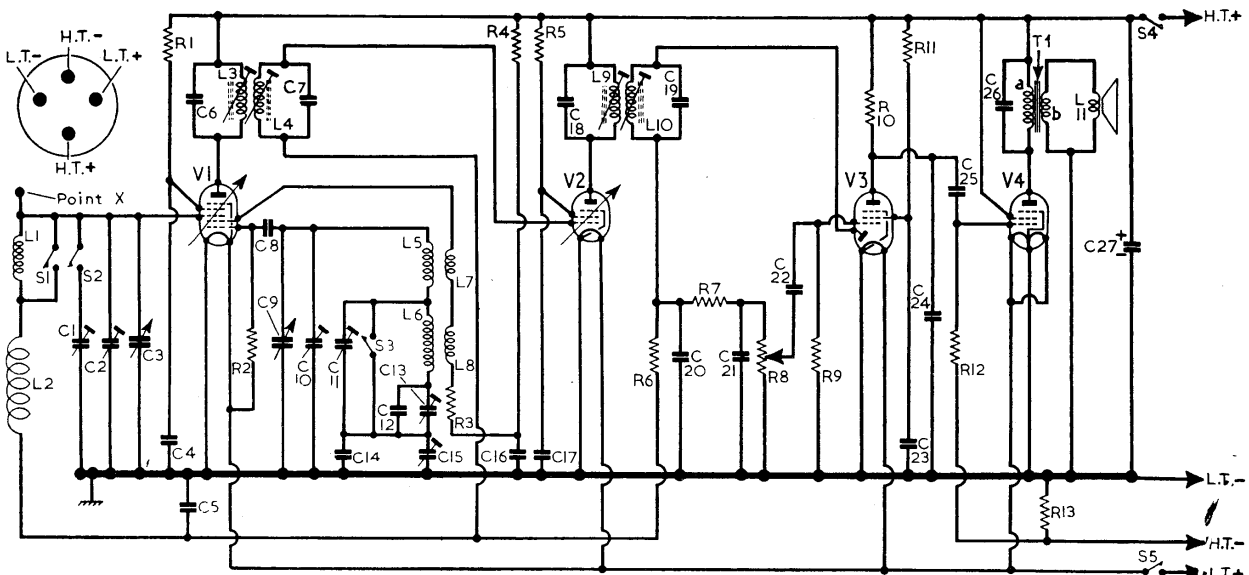 H.T.-
L.T.-
L.T.+
H.T.+
Point X
L1
S1
S2
L2
C1
C2
C3
R1
C4
C5
C6
L3
L4
C7
V1
C8
R2
C9
C10
C11
S3
C12
C13
C14
C15
L5
L6
L7
L8
R3
C16
C17
R4
R5
C18
L9
L10
C19
V2
R6
C20
R7
C21
R8
C22
R9
V3
R10
R11
C23
C24
C25
R12
V4
C26
T1
a
b
L11
C27
+
-
R13
S4
H.T.+
L.T.-
H.T.-
S5
L.T.+